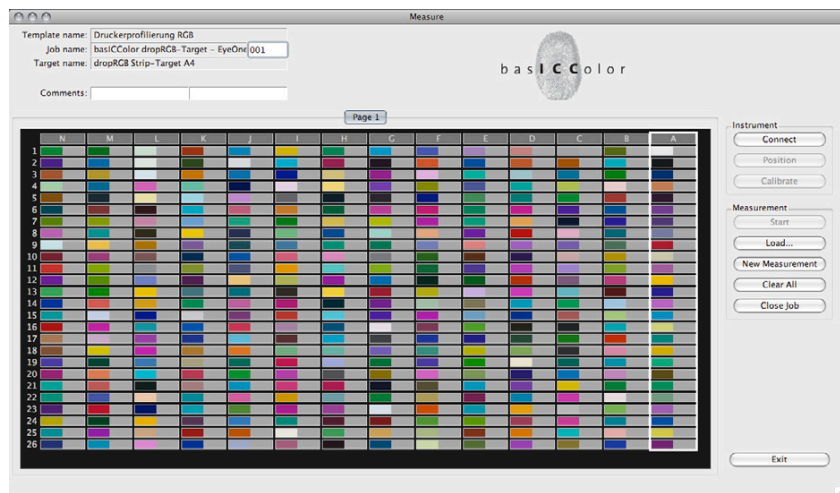 Measure
Template name: Druckerprofilierung RGB
Job name: basICColor dropRGB-Target - EyeOne 001
Target name: dropRGB Strip-Target A4
Comments:
basICColor
Page 1
N M L K J I H G F E D C B A
1
2
3
4
5
6
7
8
9
10
11
12
13
14
15
16
17
18
19
20
21
22
23
24
25
26
Instrument
Connect
Position
Calibrate
Measurement
Start
Load...
New Measurement
Clear All
Close Job
Exit